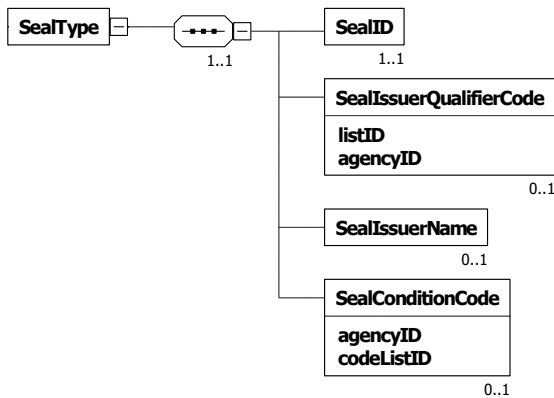 SealType
1..1
SealID
1..1
SealIssuerQualifierCode
listID
agencyID
0..1
SealIssuerName
0..1
SealConditionCode
agencyID
codeListID
0..1